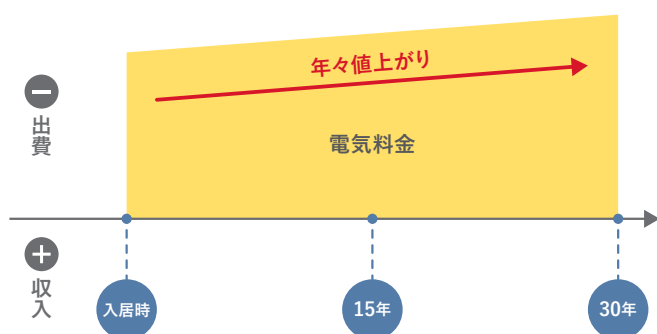 年々値上がり
出費
電気料金
収入
入居時
15年
30年